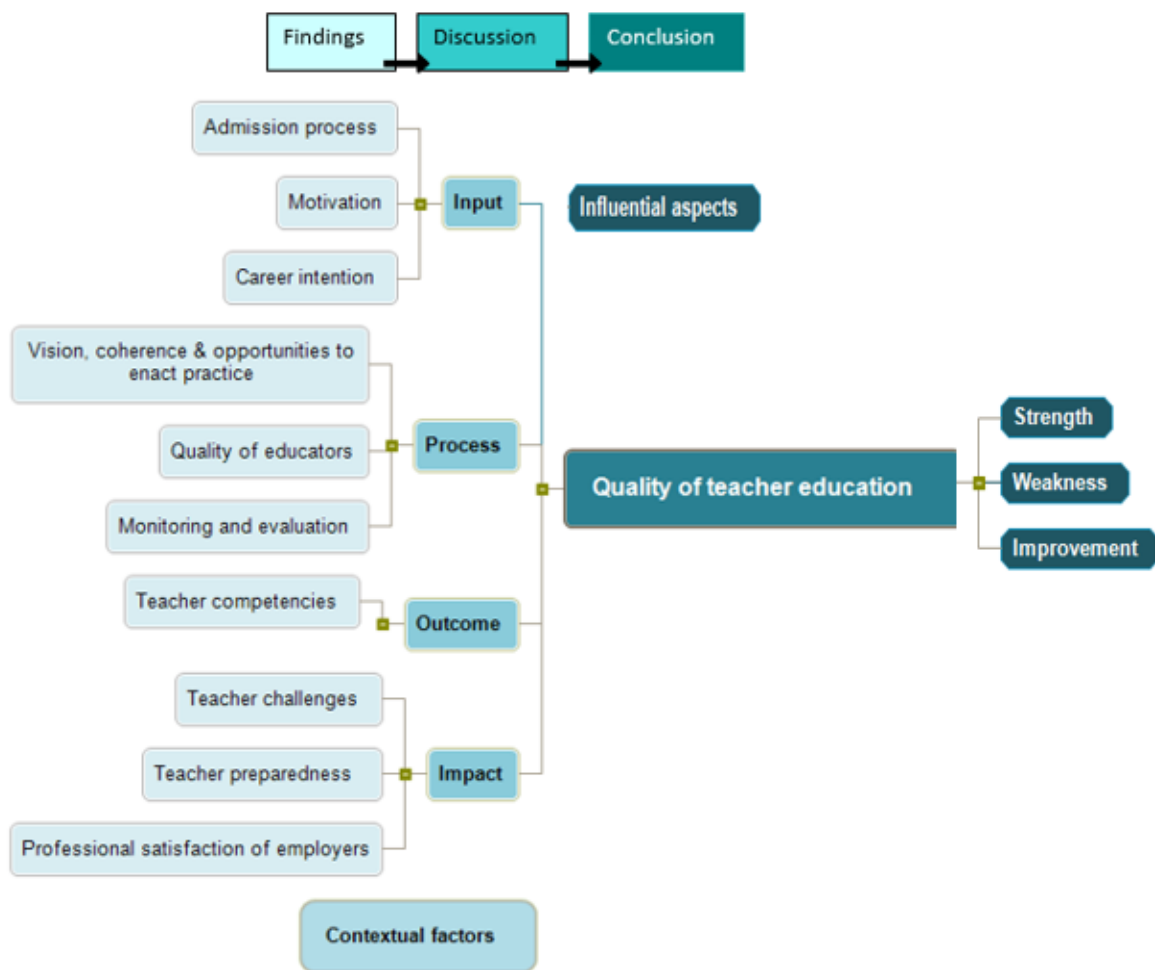 Findings
Discussion
Conclusion
Admission process
Motivation
Career intention
Input
Influential aspects
Vision, coherence & opportunities to
enact practice
Quality of educators
Monitoring and evaluation
Process
Teacher competencies
Outcome
Teacher challenges
Teacher preparedness
Professional satisfaction of employers
Impact
Quality of teacher education
Strength
Weakness
Improvement
Contextual factors